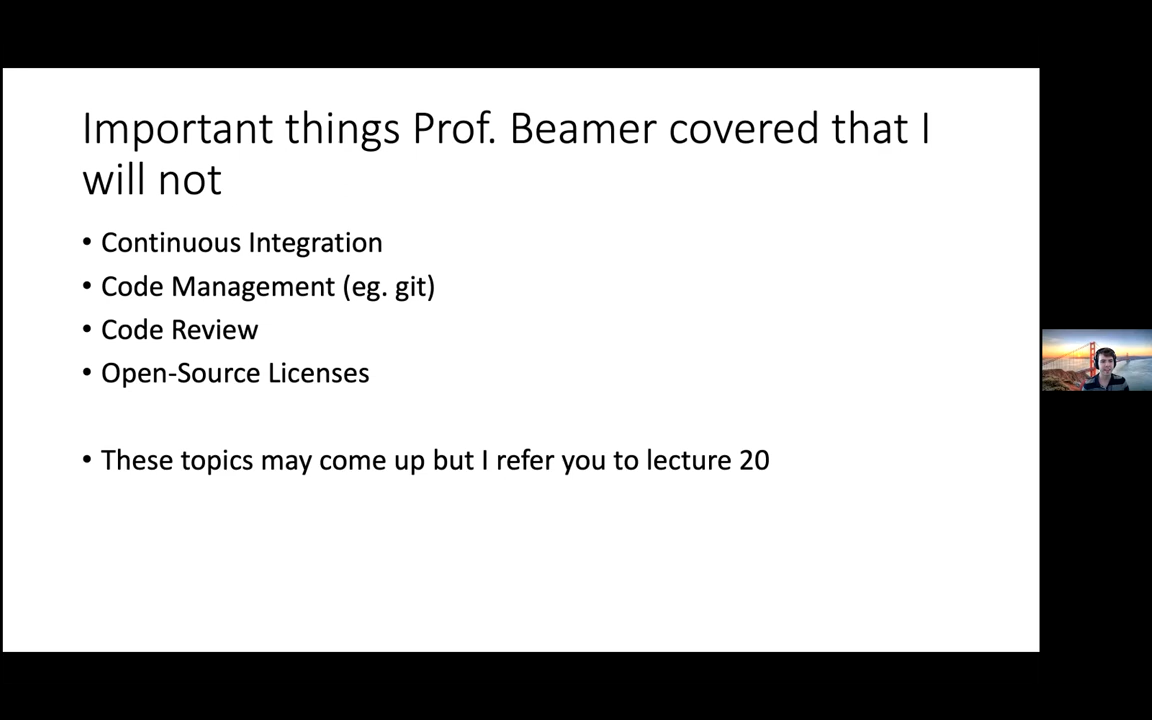 Important things Prof. Beamer covered that I
will not
• Continuous Integration
• Code Management (eg. git)
• Code Review
• Open-Source Licenses
• These topics may come up but I refer you to lecture 20